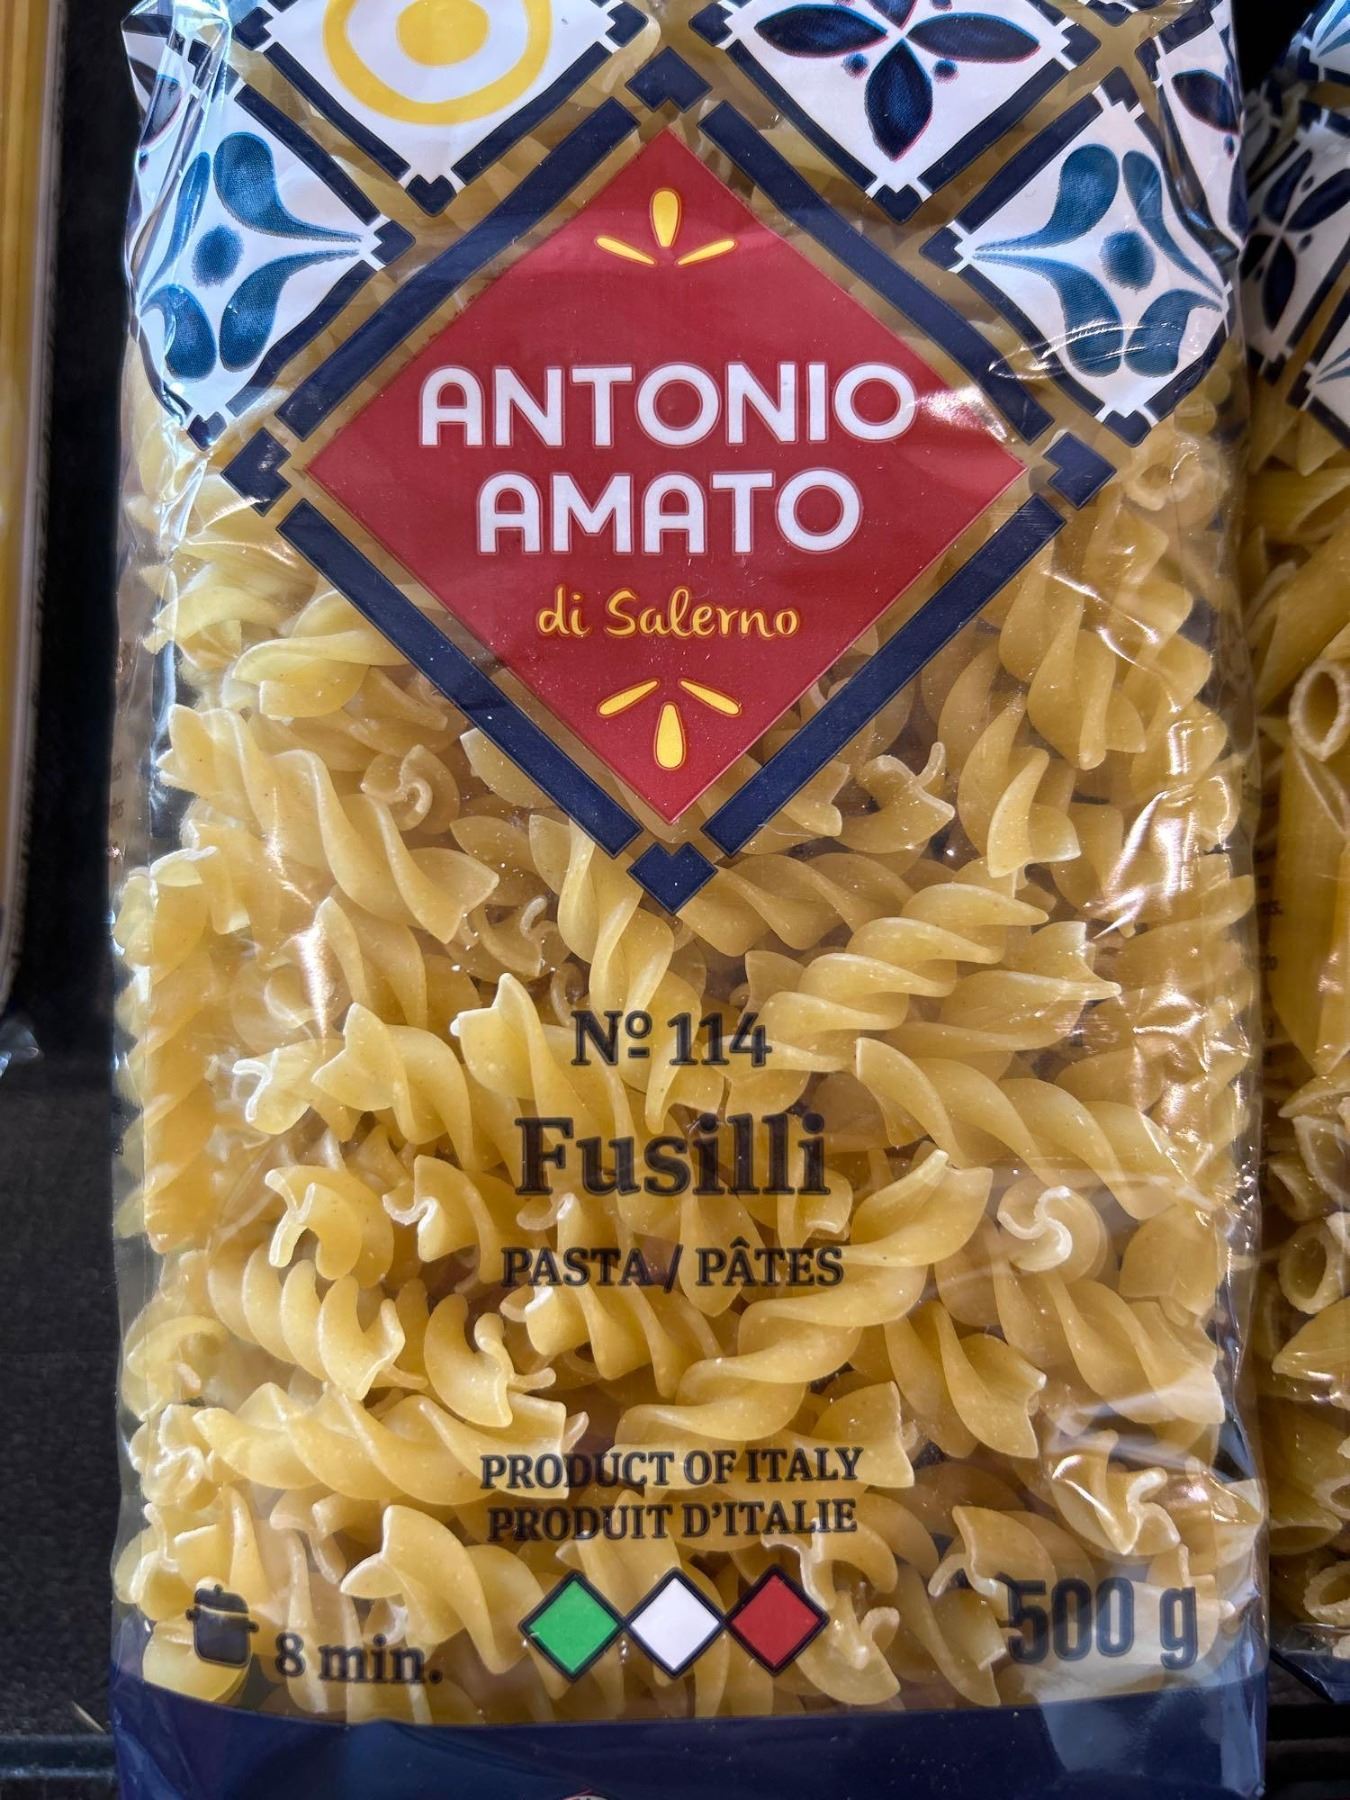 ANTONIO
AMATO
di Salerno
Nº 114
Fusilli
PASTA / PÂTES
PRODUCT OF ITALY
PRODUIT D'ITALIE
8 min.
500 g